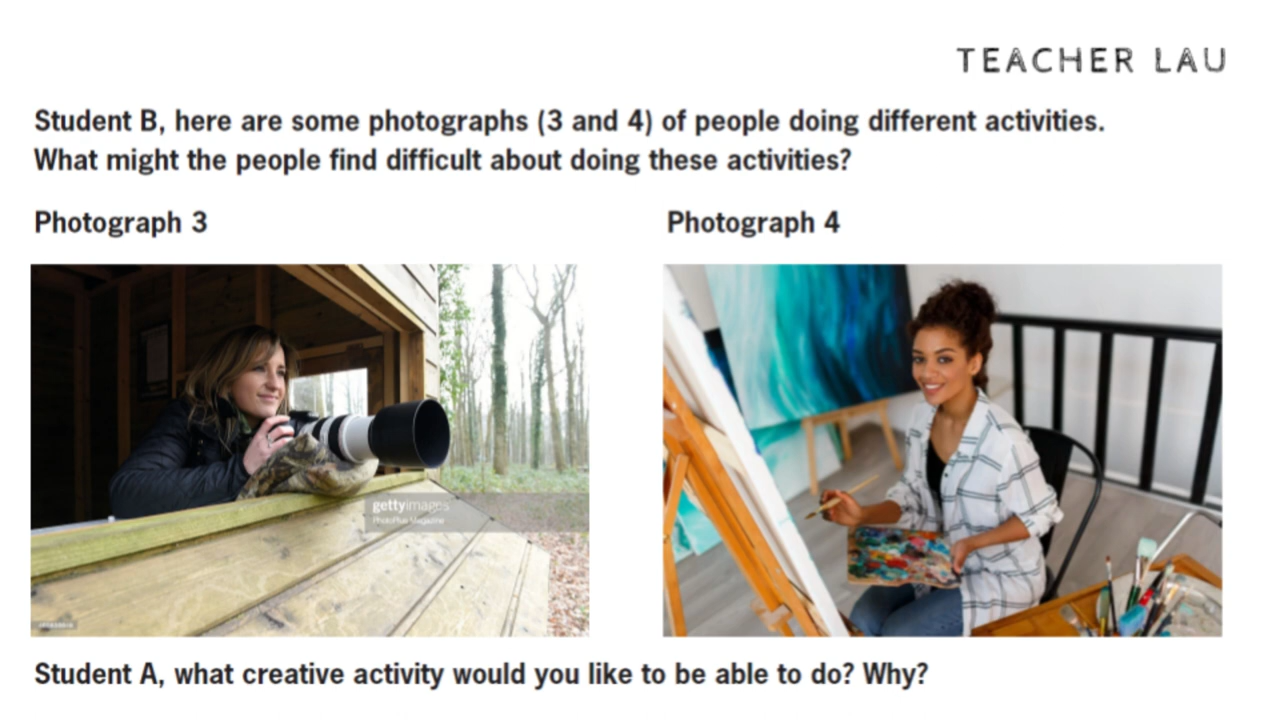 TEACHER LAU
Student B, here are some photographs (3 and 4) of people doing different activities.
What might the people find difficult about doing these activities?
Photograph 3
Photograph 4
gettyimages
PhotoPlus Magazine
Student A, what creative activity would you like to be able to do? Why?